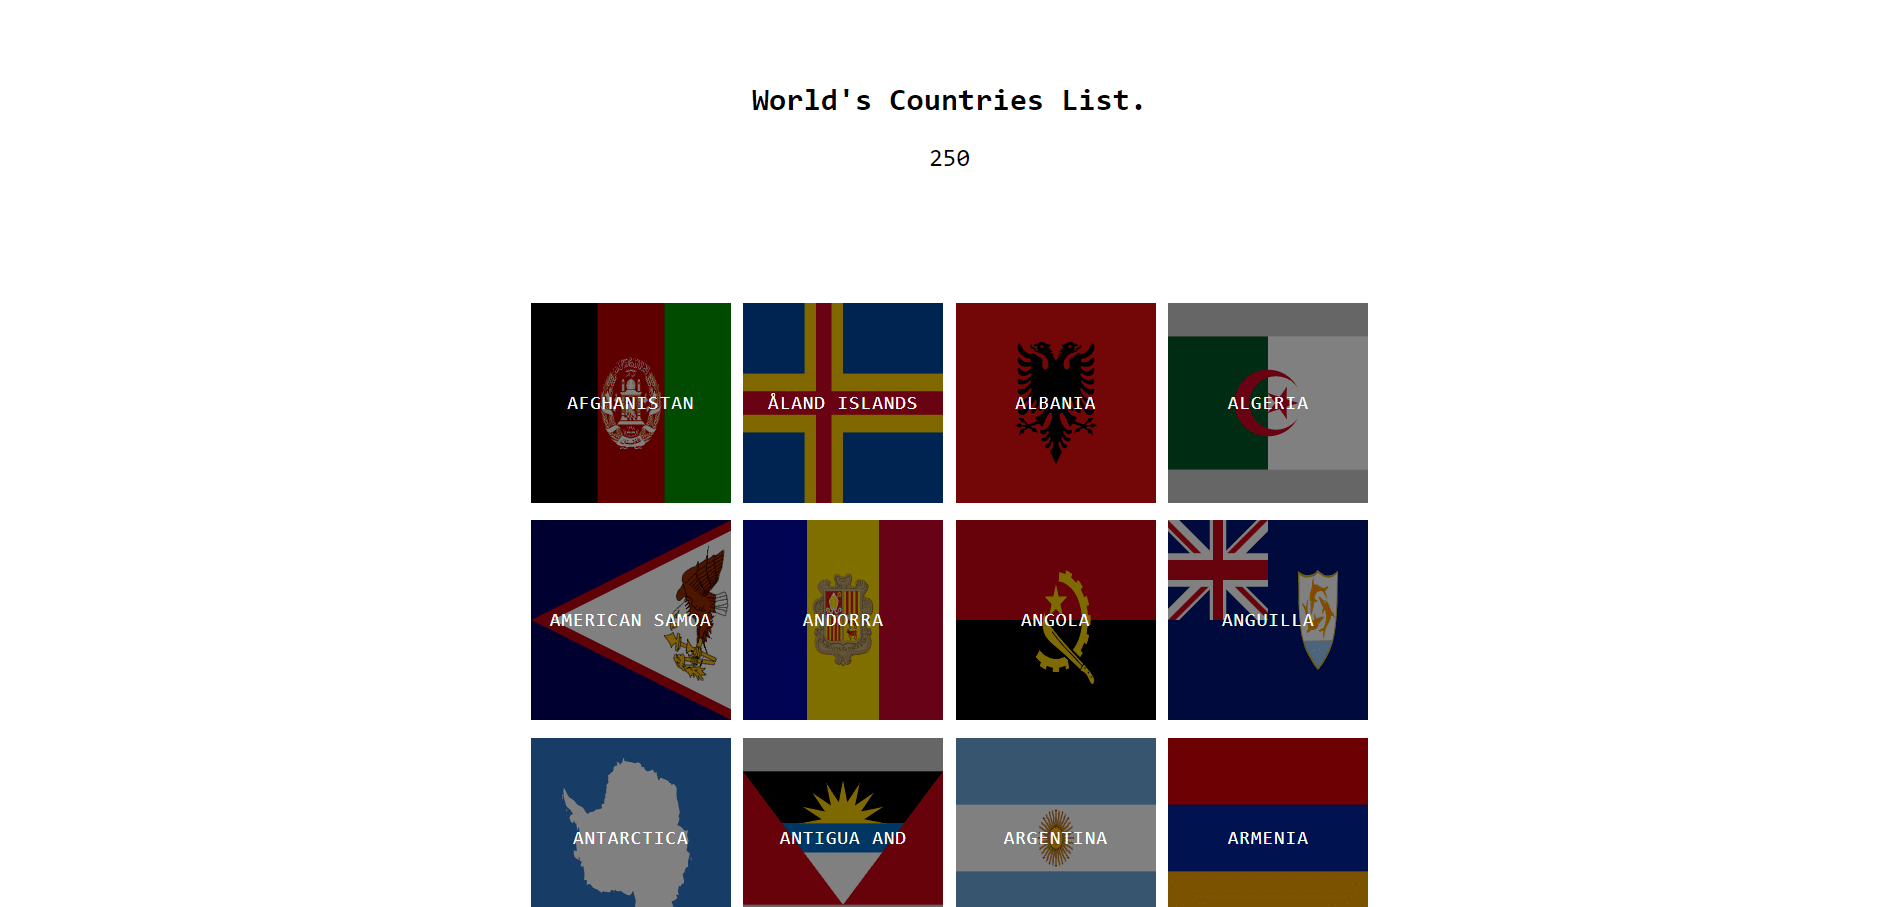 World's Countries List.
250
AFGHANISTAN
ÅLAND ISLANDS
ALBANIA
ALGERIA
AMERICAN SAMOA
ANDORRA
ANGOLA
ANGUILLA
ANTARCTICA
ANTIGUA AND
ARGENTINA
ARMENIA